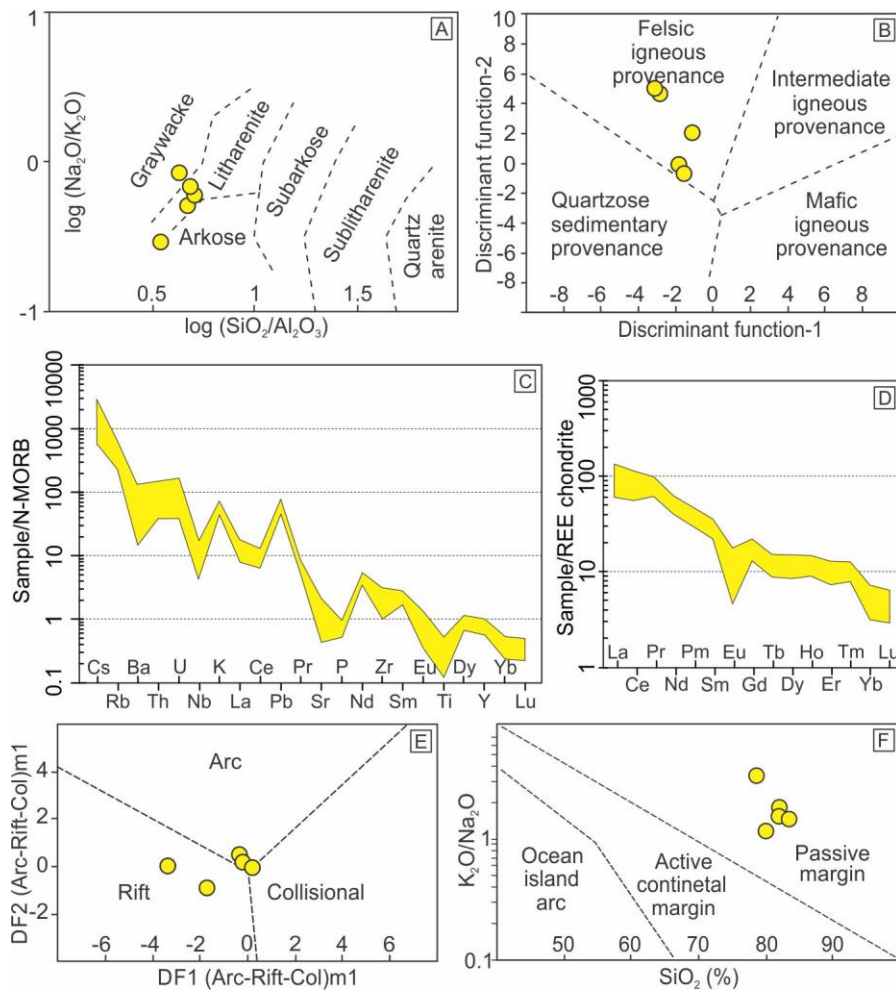 A
1
0
-1
log (Na₂O/K₂O)
Graywacke
Litharenite
Subarkose
Sublitharenite
Quartz
arenite
Arkose
0.5
1
1.5
log (SiO₂/Al₂O₃)
B
10
8
6
4
2
0
-2
-4
-6
-8
Discriminant function-2
Felsic
igneous
provenance
Intermediate
igneous
provenance
Quartzose
sedimentary
provenance
Mafic
igneous
provenance
-8 -6 -4 -2 0 2 4 6 8
Discriminant function-1
C
10000
1000
100
10
1
0.1
Sample/N-MORB
Cs Ba U K Ce Pr P Zr Eu Dy Yb
Rb Th Nb La Pb Sr Nd Sm Ti Y Lu
D
1000
100
10
1
Sample/REE chondrite
La Pr Pm Eu Tb Ho Tm Lu
Ce Nd Sm Gd Dy Er Yb
E
4
2
0
-2
DF2 (Arc-Rift-Col)m1
Arc
Rift
Collisional
-6 -4 -2 0 2 4 6
DF1 (Arc-Rift-Col)m1
F
1
0.1
K₂O/Na₂O
Ocean
island
arc
Active
continetal
margin
Passive
margin
50 60 70 80 90
SiO₂ (%)